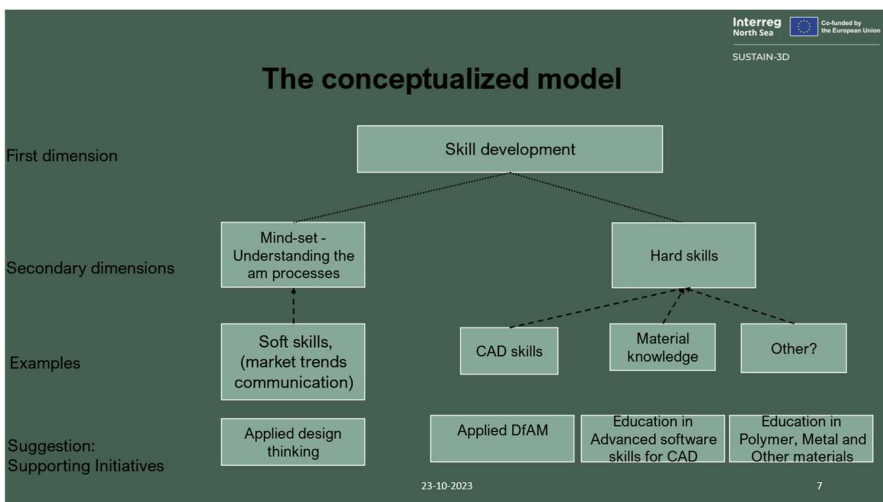 Interreg
North Sea
Co-funded by
the European Union
SUSTAIN-3D
The conceptualized model
First dimension
Skill development
Secondary dimensions
Mind-set -
Understanding the
am processes
Hard skills
Examples
Soft skills,
(market trends
communication)
CAD skills
Material
knowledge
Other?
Suggestion:
Supporting Initiatives
Applied design
thinking
Applied DfAM
Education in
Advanced software
skills for CAD
Education in
Polymer, Metal and
Other materials
23-10-2023
7